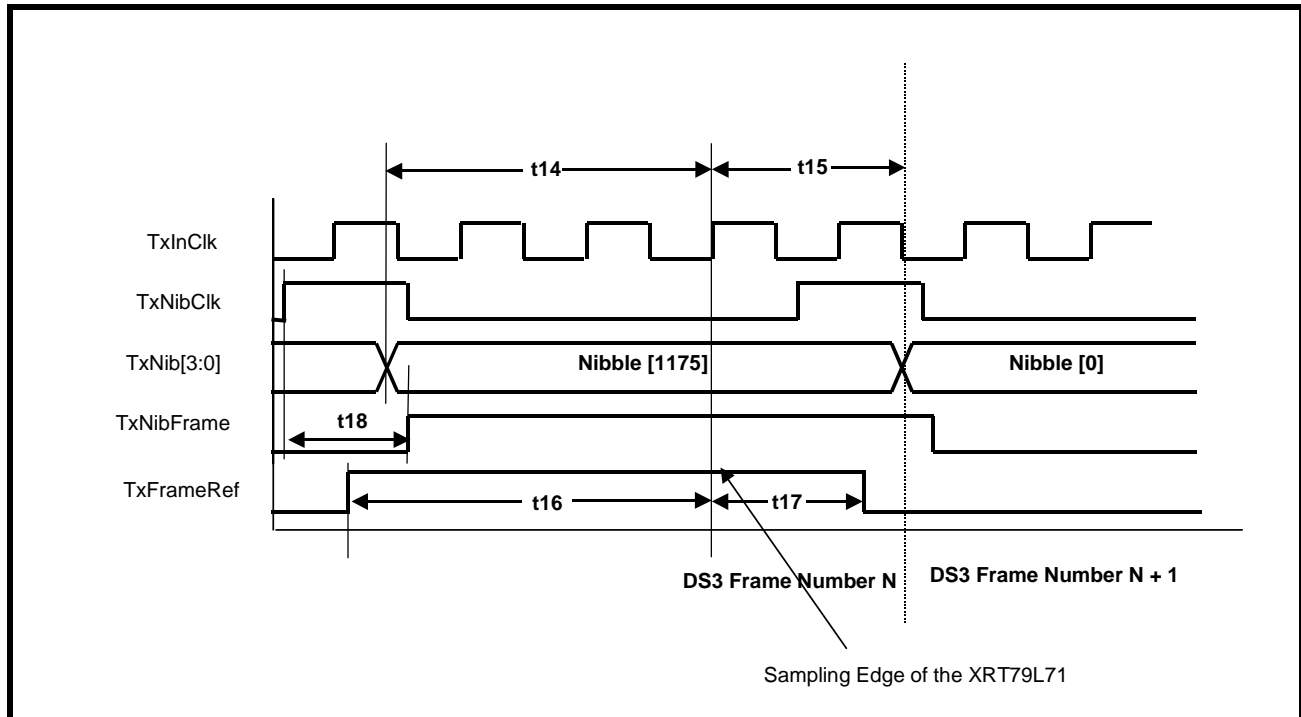 t14
t15
TxInClk
TxNibClk
TxNib[3:0]
Nibble [1175]
Nibble [0]
TxNibFrame
t18
TxFrameRef
t16
t17
DS3 Frame Number N
DS3 Frame Number N + 1
Sampling Edge of the XRT79L71